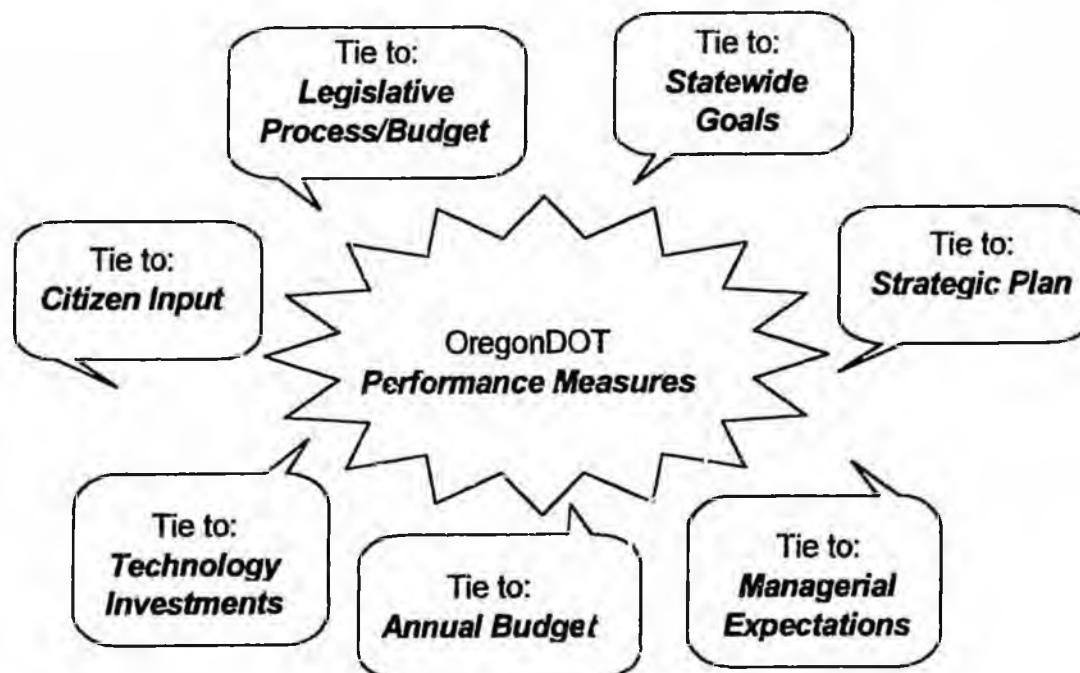 Tie to:
Legislative
Process/Budget
Tie to:
Statewide
Goals
Tie to:
Citizen Input
Tie to:
Strategic Plan
OregonDOT
Performance Measures
Tie to:
Technology
Investments
Tie to:
Annual Budget
Tie to:
Managerial
Expectations